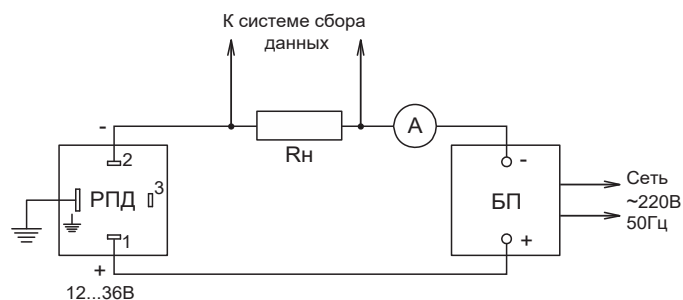 К системе сбора
данных
A
Rн
-
2
РПД
3
1
+
12...36В
-
БП
+
Сеть
~220В
50Гц